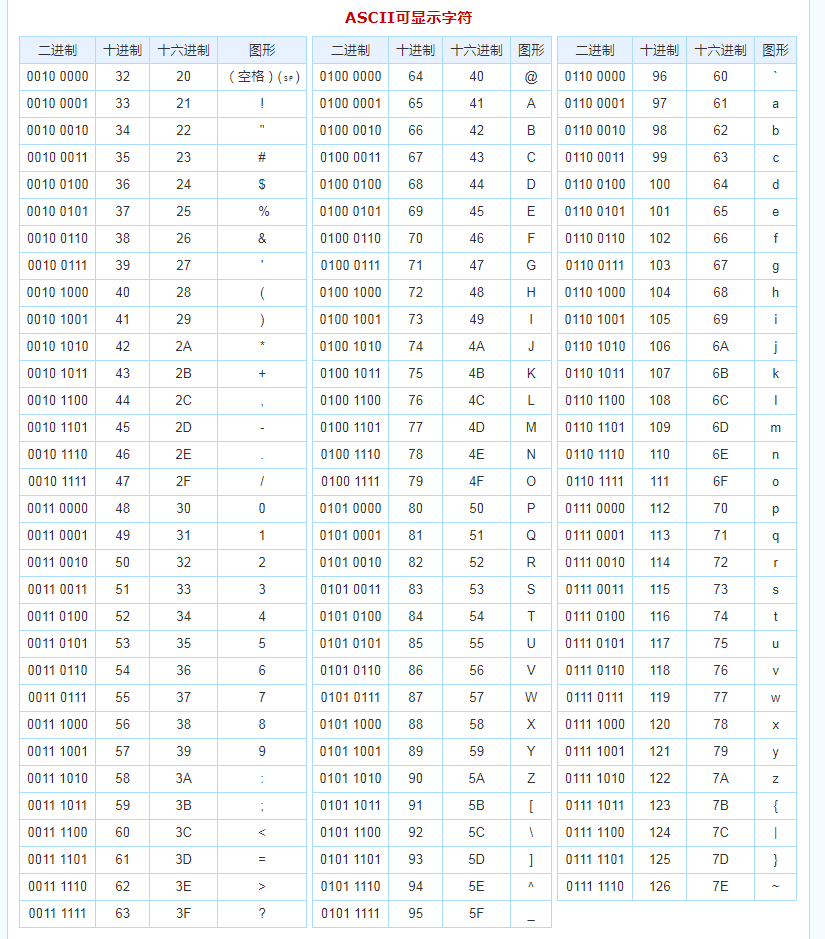 ASCII可显示字符
二进制 十进制 十六进制 图形 二进制 十进制 十六进制 图形 二进制 十进制 十六进制 图形
0010 0000 32 20 （空格）(␠) 0100 0000 64 40 @ 0110 0000 96 60 `
0010 0001 33 21 ! 0100 0001 65 41 A 0110 0001 97 61 a
0010 0010 34 22 " 0100 0010 66 42 B 0110 0010 98 62 b
0010 0011 35 23 # 0100 0011 67 43 C 0110 0011 99 63 c
0010 0100 36 24 $ 0100 0100 68 44 D 0110 0100 100 64 d
0010 0101 37 25 % 0100 0101 69 45 E 0110 0101 101 65 e
0010 0110 38 26 & 0100 0110 70 46 F 0110 0110 102 66 f
0010 0111 39 27 ' 0100 0111 71 47 G 0110 0111 103 67 g
0010 1000 40 28 ( 0100 1000 72 48 H 0110 1000 104 68 h
0010 1001 41 29 ) 0100 1001 73 49 I 0110 1001 105 69 i
0010 1010 42 2A * 0100 1010 74 4A J 0110 1010 106 6A j
0010 1011 43 2B + 0100 1011 75 4B K 0110 1011 107 6B k
0010 1100 44 2C , 0100 1100 76 4C L 0110 1100 108 6C l
0010 1101 45 2D - 0100 1101 77 4D M 0110 1101 109 6D m
0010 1110 46 2E . 0100 1110 78 4E N 0110 1110 110 6E n
0010 1111 47 2F / 0100 1111 79 4F O 0110 1111 111 6F o
0011 0000 48 30 0 0101 0000 80 50 P 0111 0000 112 70 p
0011 0001 49 31 1 0101 0001 81 51 Q 0111 0001 113 71 q
0011 0010 50 32 2 0101 0010 82 52 R 0111 0010 114 72 r
0011 0011 51 33 3 0101 0011 83 53 S 0111 0011 115 73 s
0011 0100 52 34 4 0101 0100 84 54 T 0111 0100 116 74 t
0011 0101 53 35 5 0101 0101 85 55 U 0111 0101 117 75 u
0011 0110 54 36 6 0101 0110 86 56 V 0111 0110 118 76 v
0011 0111 55 37 7 0101 0111 87 57 W 0111 0111 119 77 w
0011 1000 56 38 8 0101 1000 88 58 X 0111 1000 120 78 x
0011 1001 57 39 9 0101 1001 89 59 Y 0111 1001 121 79 y
0011 1010 58 3A : 0101 1010 90 5A Z 0111 1010 122 7A z
0011 1011 59 3B ; 0101 1011 91 5B [ 0111 1011 123 7B {
0011 1100 60 3C < 0101 1100 92 5C \ 0111 1100 124 7C |
0011 1101 61 3D = 0101 1101 93 5D ] 0111 1101 125 7D }
0011 1110 62 3E > 0101 1110 94 5E ^ 0111 1110 126 7E ~
0011 1111 63 3F ? 0101 1111 95 5F _